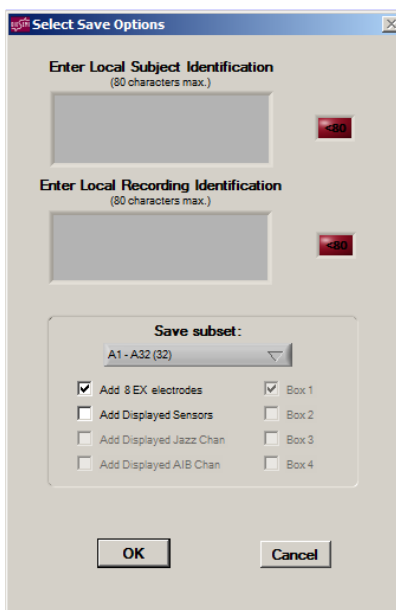 BIOSEMI Select Save Options
Enter Local Subject Identification
(80 characters max.)
<80
Enter Local Recording Identification
(80 characters max.)
<80
Save subset:
A1 - A32 (32)
Add 8 EX electrodes Box 1
Add Displayed Sensors Box 2
Add Displayed Jazz Chan Box 3
Add Displayed AIB Chan Box 4
OK Cancel